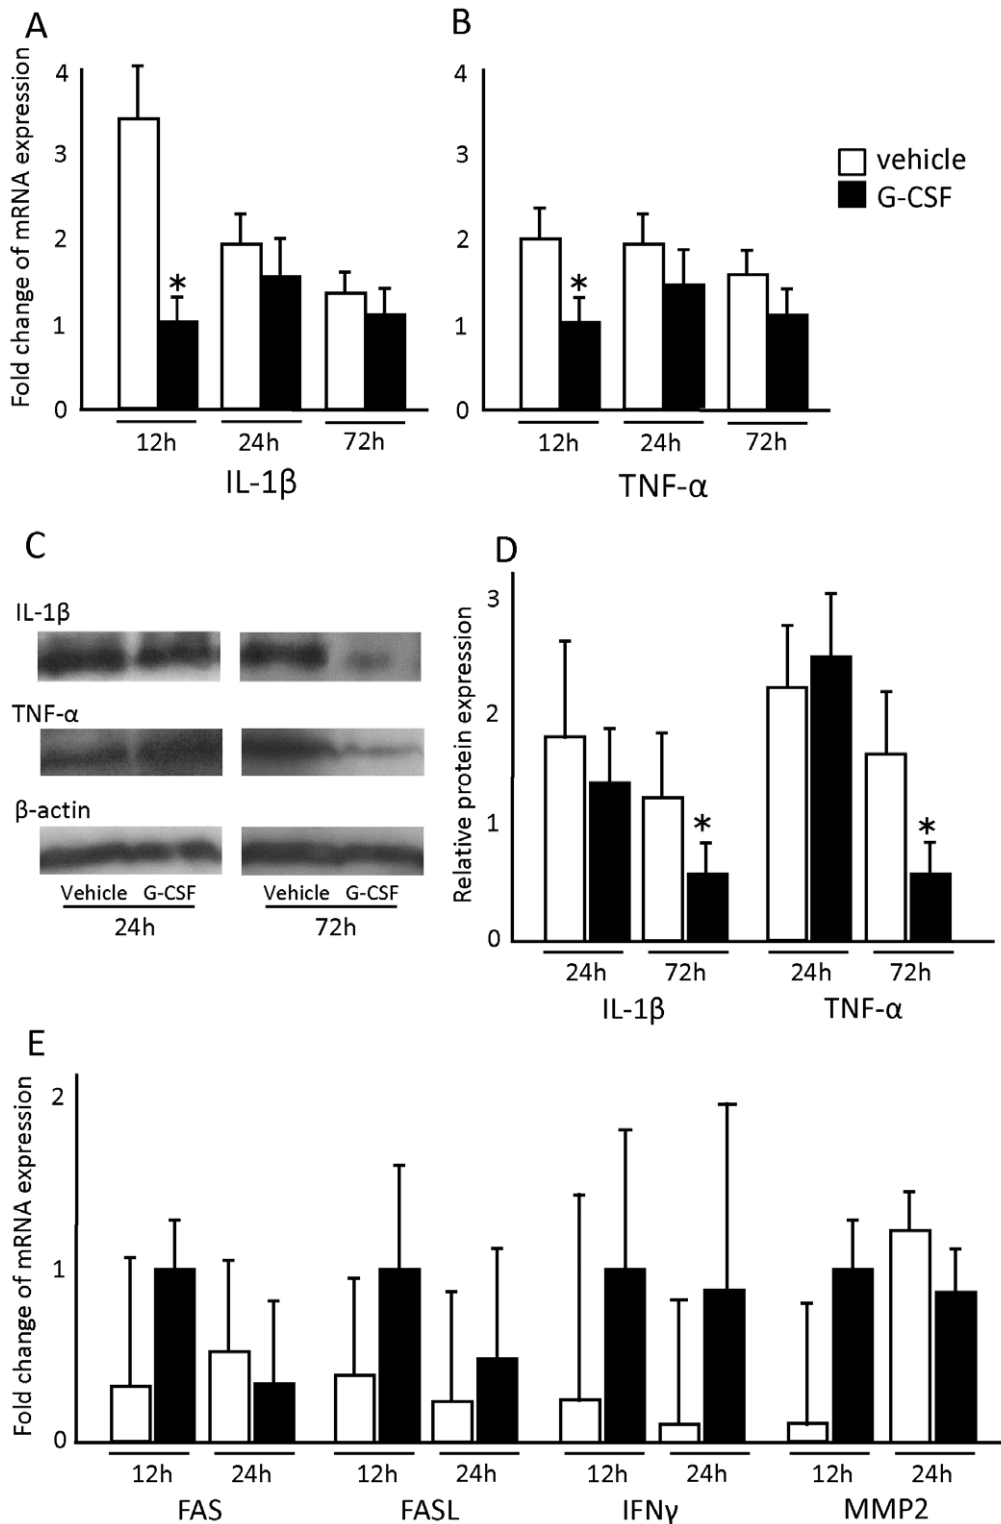 A
B
Fold change of mRNA expression
4
3
2
1
0
4
3
2
1
0
vehicle
G-CSF
*
*
12h 24h 72h
12h 24h 72h
IL-1β
TNF-α
C
D
IL-1β
TNF-α
β-actin
Vehicle G-CSF Vehicle G-CSF
24h 72h
Relative protein expression
3
2
1
0
*
*
24h 72h 24h 72h
IL-1β TNF-α
E
Fold change of mRNA expression
2
1
0
12h 24h 12h 24h 12h 24h 12h 24h
FAS FASL IFNγ MMP2